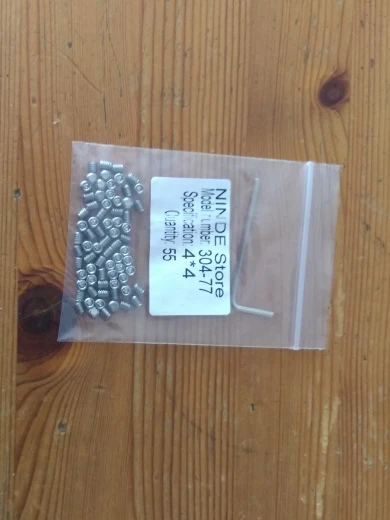 NINDE Store
Model number: 304-77
Specification: 4*4
Quantity: 55